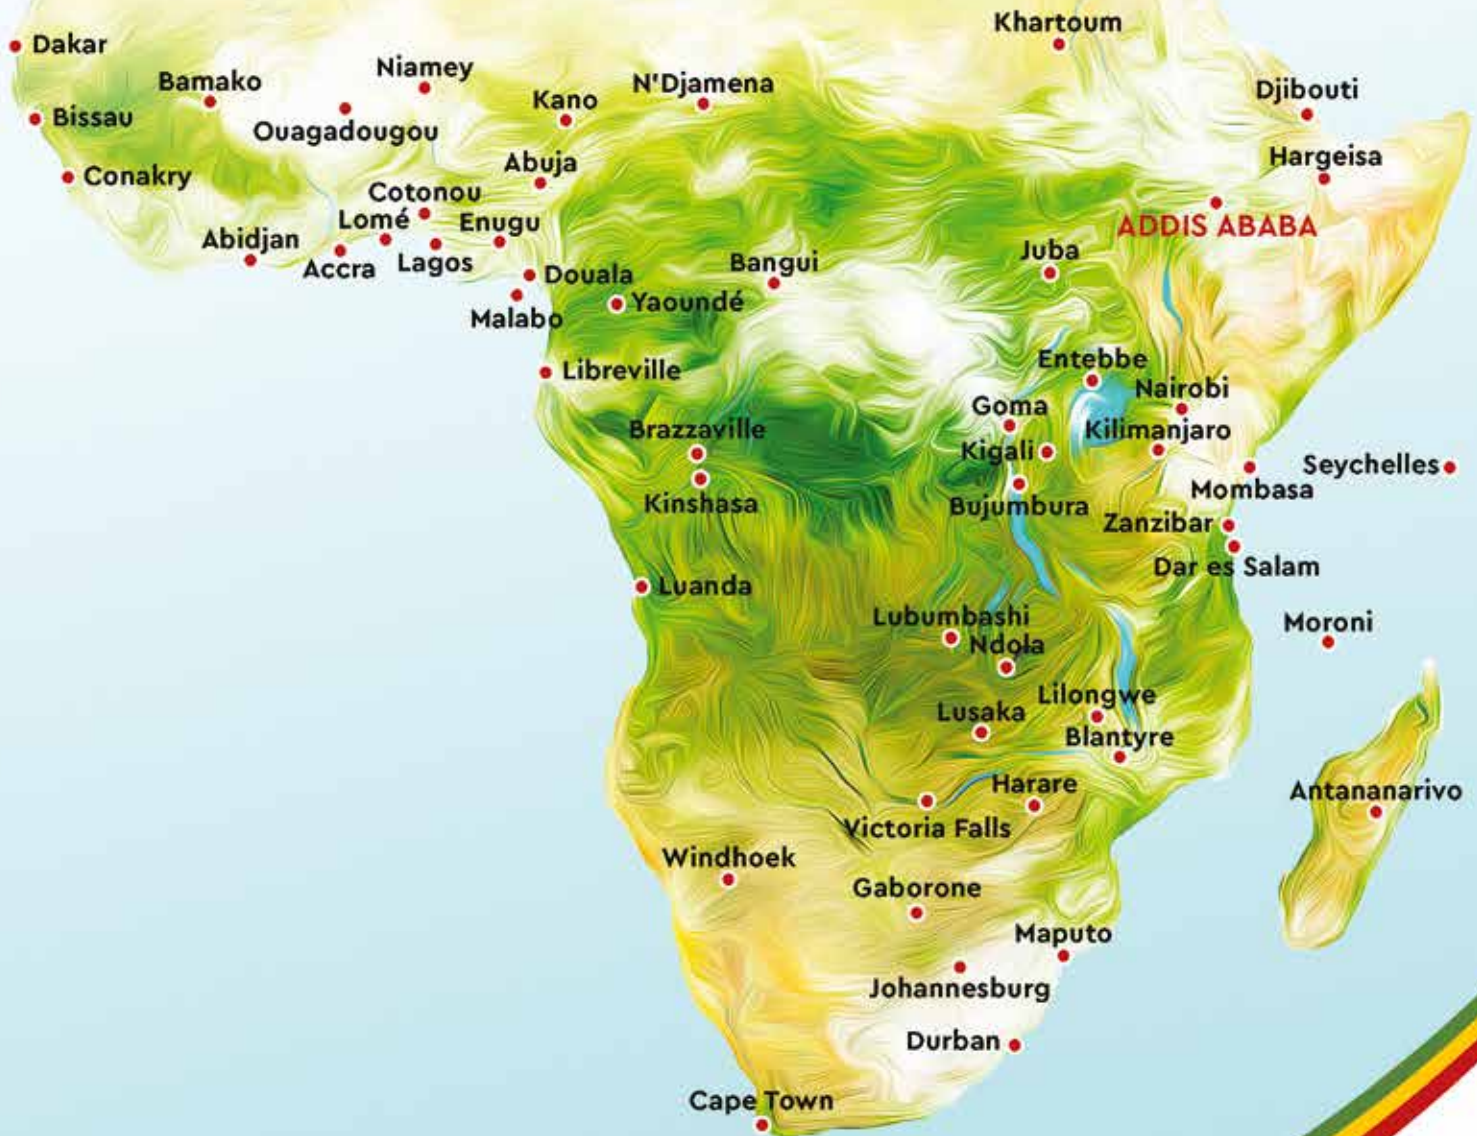 Khartoum
Dakar
Niamey
Bamako
N'Djamena
Djibouti
Kano
Bissau
Ouagadougou
Hargeisa
Abuja
Conakry
Cotonou
Lomé
Enugu
ADDIS ABABA
Abidjan
Juba
Accra
Lagos
Bangui
Douala
Yaoundé
Malabo
Entebbe
Libreville
Nairobi
Goma
Brazzaville
Kilimanjaro
Kigali
Seychelles
Mombasa
Kinshasa
Bujumbura
Zanzibar
Dar es Salam
Luanda
Lubumbashi
Moroni
Ndola
Lilongwe
Lusaka
Blantyre
Harare
Antananarivo
Victoria Falls
Windhoek
Gaborone
Maputo
Johannesburg
Durban
Cape Town